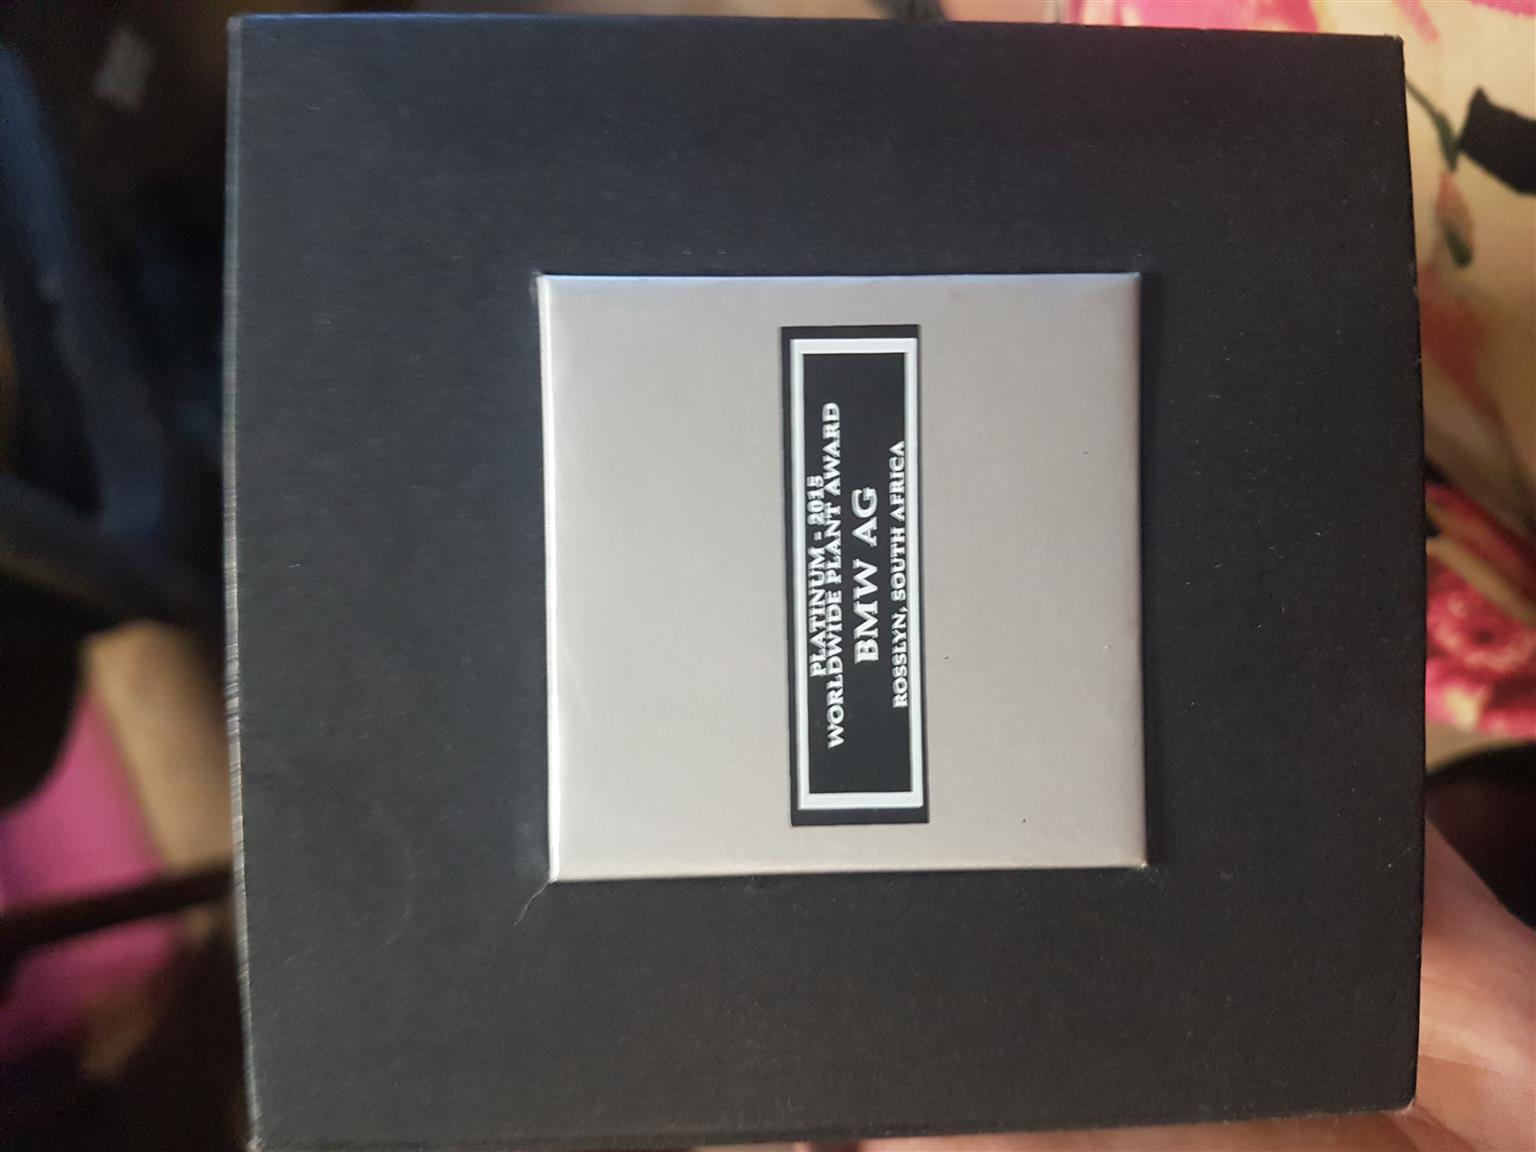 PLATINUM - 2015
WORLDWIDE PLANT AWARD
BMW AG
ROSSLYN, SOUTH AFRICA